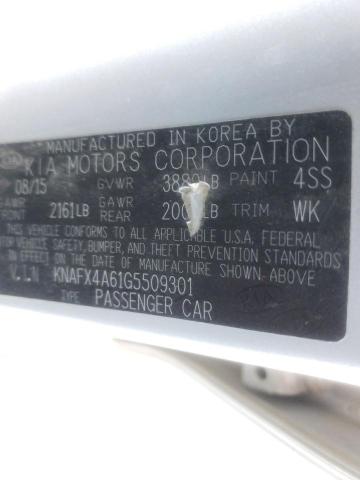 MANUFACTURED IN KOREA BY
KIA MOTORS CORPORATION
08/15 GVWR LB PAINT 4SS
GAWR FRONT 2161LB GAWR REAR LB TRIM WK
THIS VEHICLE CONFORMS TO ALL APPLICABLE U.S.A. FEDERAL
MOTOR VEHICLE SAFETY AND THEFT PREVENTION STANDARDS
IN EFFECT ON THE DATE OF MANUFACTURE SHOWN ABOVE
V.I.N KNAFX4A61G5509301
TYPE PASSENGER CAR